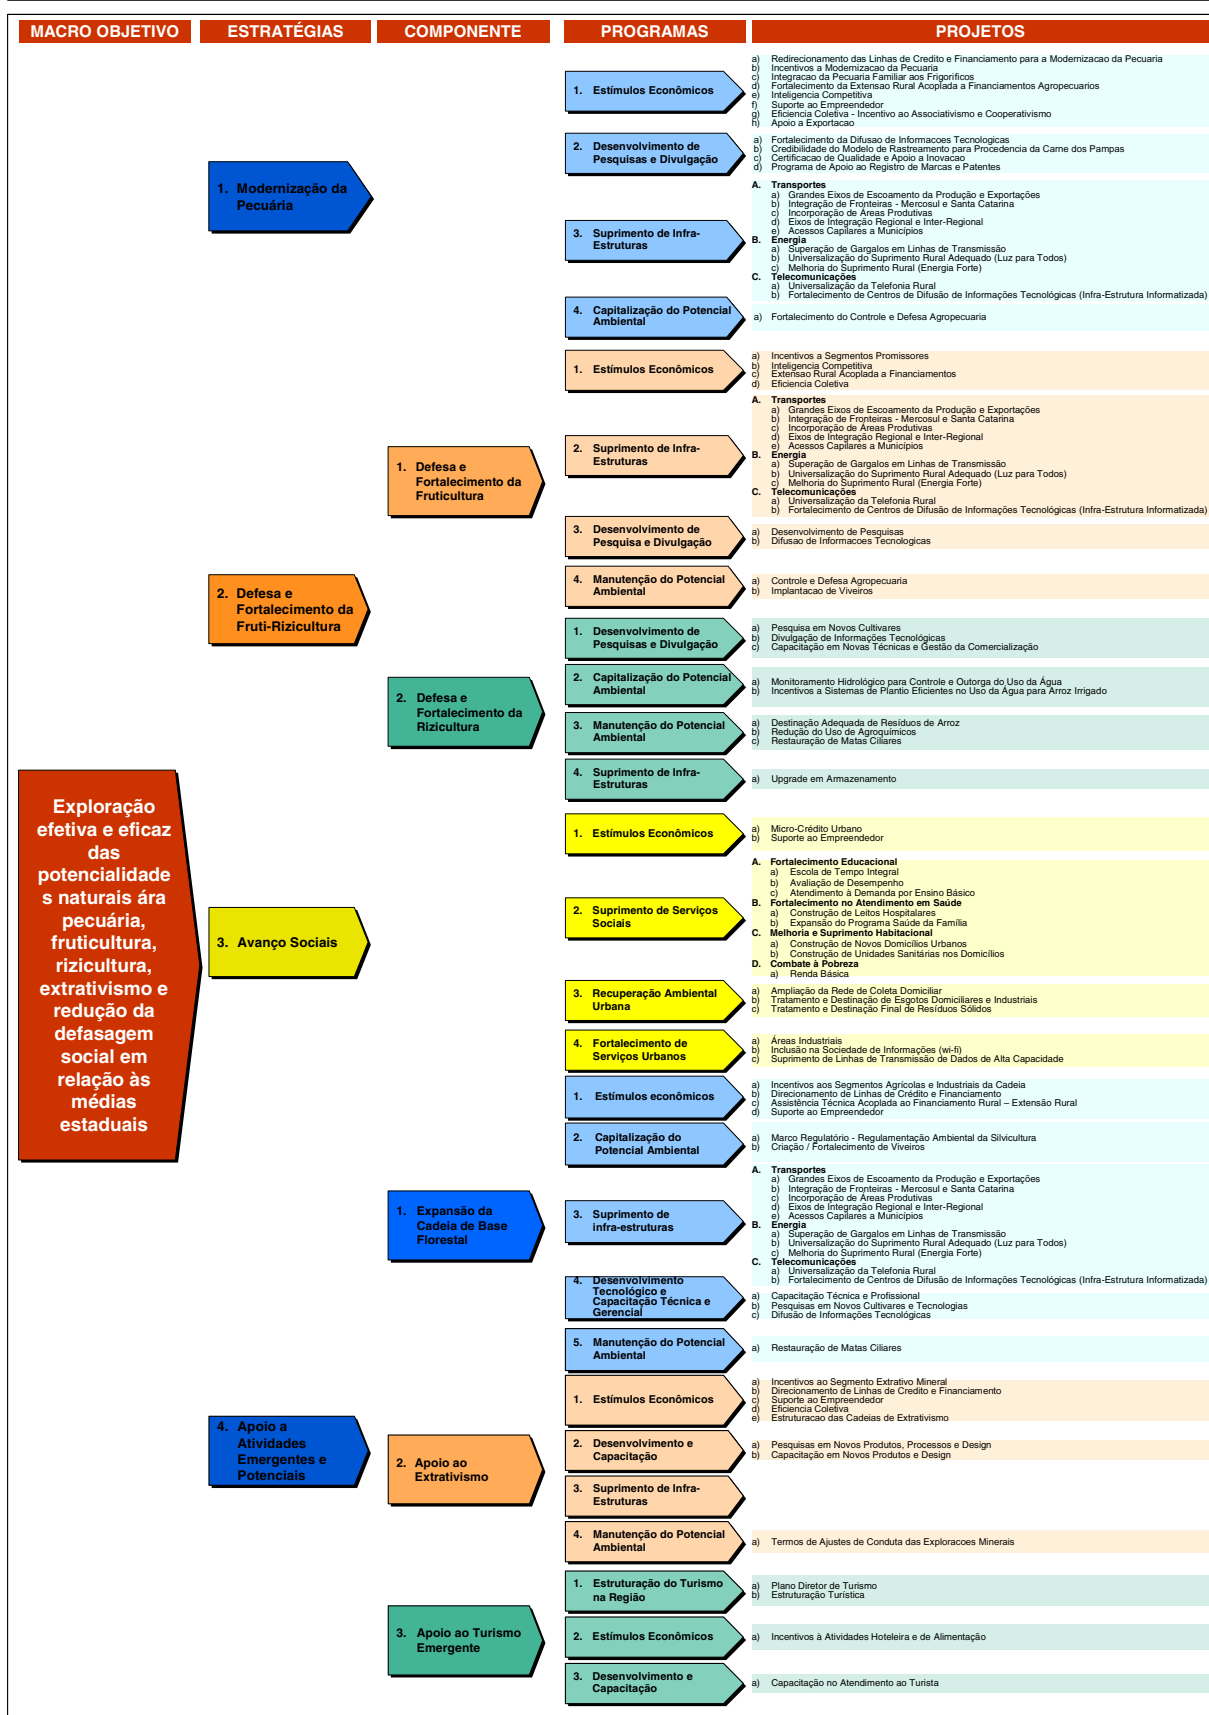 MACRO OBJETIVO
ESTRATÉGIAS
COMPONENTE
PROGRAMAS
PROJETOS
Exploração
efetiva e eficaz
das
potencialidade
s naturais ára
pecuária,
fruticultura,
rizicultura,
extrativismo e
redução da
defasagem
social em
relação às
médias
estaduais
1. Modernização da
Pecuária
1. Estímulos Econômicos
a) Redirecionamento das Linhas de Credito e Financiamento para a Modernizacao da Pecuaria
b) Incentivos a Modernizacao da Pecuaria
c) Integracao da Pecuaria Familiar aos Frigorificos
d) Fortalecimento da Extensao Rural Acoplada a Financiamentos Agropecuarios
e) Inteligencia Competitiva
f) Suporte ao Empreendedor
g) Eficiencia Coletiva - Incentivo ao Associativismo e Cooperativismo
h) Apoio a Exportacao
2. Desenvolvimento de
Pesquisas e Divulgação
a) Fortalecimento da Difusao de Informacoes Tecnologicas
b) Credibilidade do Modelo de Rastreamento para Procedencia da Carne dos Pampas
c) Certificacao de Qualidade e Apoio a Inovacao
d) Programa de Apoio ao Registro de Marcas e Patentes
3. Suprimento de Infra-
Estruturas
A. Transportes
a) Grandes Eixos de Escoamento da Produção e Exportações
b) Integração de Fronteiras - Mercosul e Santa Catarina
c) Incorporação de Áreas Produtivas
d) Eixos de Integração Regional e Inter-Regional
e) Acessos Capilares a Municípios
B. Energia
a) Superação de Gargalos em Linhas de Transmissão
b) Universalização do Suprimento Rural Adequado (Luz para Todos)
c) Melhoria do Suprimento Rural (Energia Forte)
C. Telecomunicações
a) Universalização da Telefonia Rural
b) Fortalecimento de Centros de Difusão de Informações Tecnológicas (Infra-Estrutura Informatizada)
4. Capitalização do Potencial
Ambiental
a) Fortalecimento do Controle e Defesa Agropecuaria
2. Defesa e
Fortalecimento da
Fruti-Rizicultura
1. Defesa e
Fortalecimento da
Fruticultura
1. Estímulos Econômicos
a) Incentivos a Segmentos Promissores
b) Inteligencia Competitiva
c) Extensao Rural Acoplada a Financiamentos
d) Eficiencia Coletiva
2. Suprimento de Infra-
Estruturas
A. Transportes
a) Grandes Eixos de Escoamento da Produção e Exportações
b) Integração de Fronteiras - Mercosul e Santa Catarina
c) Incorporação de Áreas Produtivas
d) Eixos de Integração Regional e Inter-Regional
e) Acessos Capilares a Municípios
B. Energia
a) Superação de Gargalos em Linhas de Transmissão
b) Universalização do Suprimento Rural Adequado (Luz para Todos)
c) Melhoria do Suprimento Rural (Energia Forte)
C. Telecomunicações
a) Universalização da Telefonia Rural
b) Fortalecimento de Centros de Difusão de Informações Tecnológicas (Infra-Estrutura Informatizada)
3. Desenvolvimento de
Pesquisa e Divulgação
a) Desenvolvimento de Pesquisas
b) Difusao de Informacoes Tecnologicas
4. Manutenção do Potencial
Ambiental
a) Controle e Defesa Agropecuaria
b) Implantacao de Viveiros
2. Defesa e
Fortalecimento da
Rizicultura
1. Desenvolvimento de
Pesquisas e Divulgação
a) Pesquisa em Novos Cultivares
b) Divulgação de Informações Tecnológicas
c) Capacitação em Novas Técnicas e Gestão da Comercialização
2. Capitalização do Potencial
Ambiental
a) Monitoramento Hidrológico para Controle e Outorga do Uso da Água
b) Incentivos a Sistemas de Plantio Eficientes no Uso da Água para Arroz Irrigado
3. Manutenção do Potencial
Ambiental
a) Destinação Adequada de Resíduos de Arroz
b) Redução do Uso de Agroquímicos
c) Restauração de Matas Ciliares
4. Suprimento de Infra-
Estruturas
a) Upgrade em Armazenamento
3. Avanço Sociais
1. Estímulos Econômicos
a) Micro-Crédito Urbano
b) Suporte ao Empreendedor
2. Suprimento de Serviços
Sociais
A. Fortalecimento Educacional
a) Escola de Tempo Integral
b) Avaliação de Desempenho
c) Atendimento à Demanda por Ensino Básico
B. Fortalecimento no Atendimento em Saúde
a) Construção de Leitos Hospitalares
b) Expansão do Programa Saúde da Família
C. Melhoria e Suprimento Habitacional
a) Construção de Novos Domicílios Urbanos
b) Construção de Unidades Sanitárias nos Domicílios
D. Combate à Pobreza
a) Renda Básica
3. Recuperação Ambiental
Urbana
a) Ampliação da Rede de Coleta Domiciliar
b) Tratamento e Destinação de Esgotos Domiciliares e Industriais
c) Tratamento e Destinação Final de Resíduos Sólidos
4. Fortalecimento de
Serviços Urbanos
a) Áreas Industriais
b) Inclusão na Sociedade de Informações (wi-fi)
c) Suprimento de Linhas de Transmissão de Dados de Alta Capacidade
4. Apoio a
Atividades
Emergentes e
Potenciais
1. Expansão da
Cadeia de Base
Florestal
1. Estímulos econômicos
a) Incentivos aos Segmentos Agrícolas e Industriais da Cadeia
b) Direcionamento de Linhas de Crédito e Financiamento
c) Assistência Técnica Acoplada ao Financiamento Rural – Extensão Rural
d) Suporte ao Empreendedor
2. Capitalização do
Potencial Ambiental
a) Marco Regulatório - Regulamentação Ambiental da Silvicultura
b) Criação / Fortalecimento de Viveiros
3. Suprimento de
infra-estruturas
A. Transportes
a) Grandes Eixos de Escoamento da Produção e Exportações
b) Integração de Fronteiras - Mercosul e Santa Catarina
c) Incorporação de Áreas Produtivas
d) Eixos de Integração Regional e Inter-Regional
e) Acessos Capilares a Municípios
B. Energia
a) Superação de Gargalos em Linhas de Transmissão
b) Universalização do Suprimento Rural Adequado (Luz para Todos)
c) Melhoria do Suprimento Rural (Energia Forte)
C. Telecomunicações
a) Universalização da Telefonia Rural
b) Fortalecimento de Centros de Difusão de Informações Tecnológicas (Infra-Estrutura Informatizada)
4. Desenvolvimento
Tecnológico e
Capacitação Técnica e
Gerencial
a) Capacitação Técnica e Profissional
b) Pesquisas em Novos Cultivares e Tecnologias
c) Difusão de Informações Tecnológicas
5. Manutenção do Potencial
Ambiental
a) Restauração de Matas Ciliares
2. Apoio ao
Extrativismo
1. Estímulos Econômicos
a) Incentivos ao Segmento Extrativo Mineral
b) Direcionamento de Linhas de Credito e Financiamento
c) Suporte ao Empreendedor
d) Eficiencia Coletiva
e) Estruturacao das Cadeias de Extrativismo
2. Desenvolvimento e
Capacitação
a) Pesquisas em Novos Produtos, Processos e Design
b) Capacitação em Novos Produtos e Design
3. Suprimento de Infra-
Estruturas
4. Manutenção do Potencial
Ambiental
a) Termos de Ajustes de Conduta das Exploracoes Minerais
3. Apoio ao Turismo
Emergente
1. Estruturação do Turismo
na Região
a) Plano Diretor de Turismo
b) Estruturação Turística
2. Estímulos Econômicos
a) Incentivos à Atividades Hoteleira e de Alimentação
3. Desenvolvimento e
Capacitação
a) Capacitação no Atendimento ao Turista